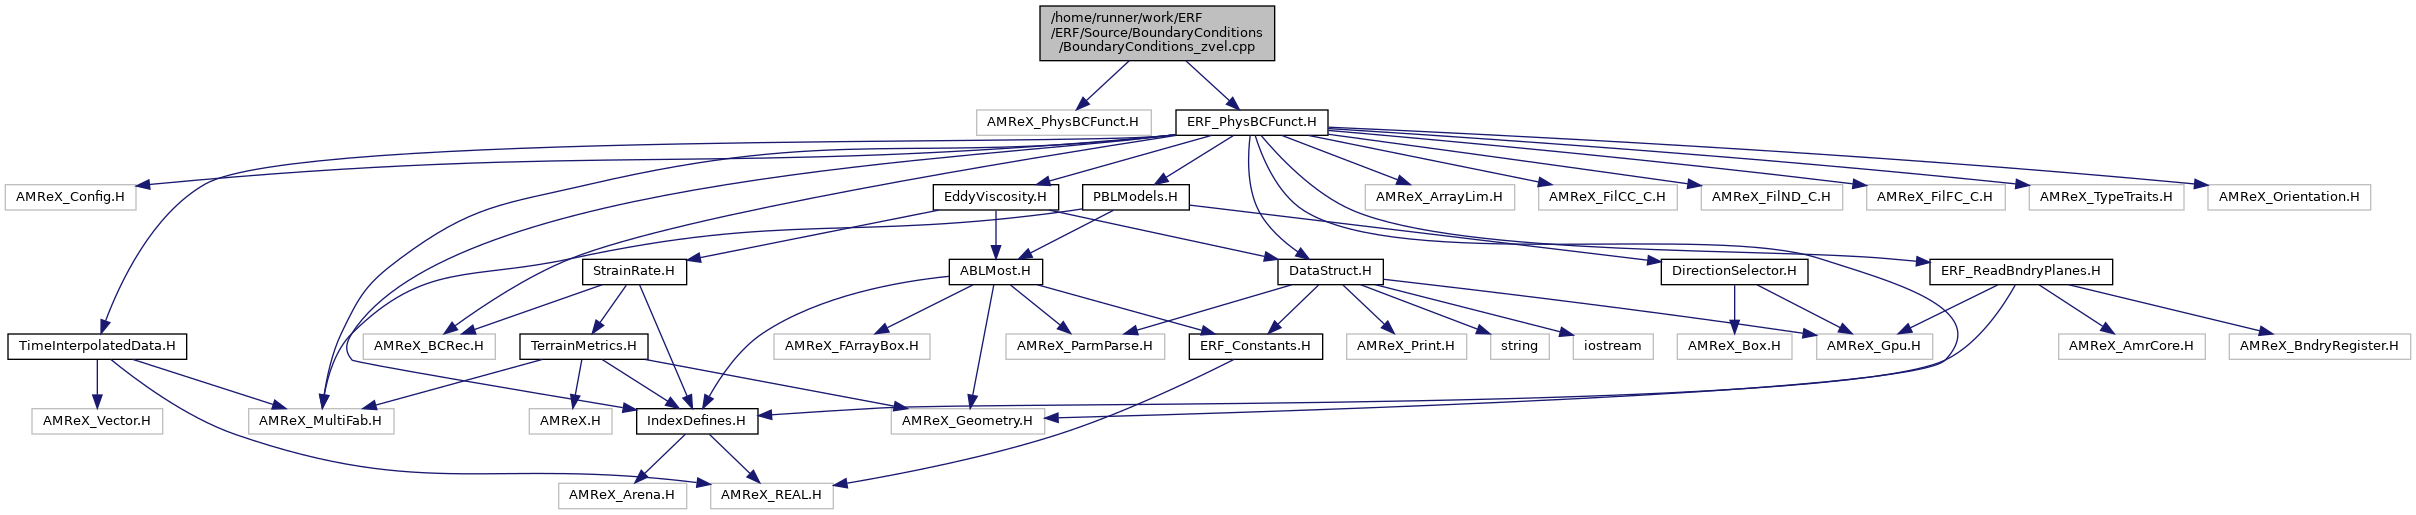 /home/runner/work/ERF
/ERF/Source/BoundaryConditions
/BoundaryConditions_zvel.cpp
AMReX_PhysBCFunct.H
ERF_PhysBCFunct.H
AMReX_Config.H
EddyViscosity.H
PBLModels.H
AMReX_ArrayLim.H
AMReX_FilCC_C.H
AMReX_FilND_C.H
AMReX_FilFC_C.H
AMReX_TypeTraits.H
AMReX_Orientation.H
StrainRate.H
ABLMost.H
DataStruct.H
DirectionSelector.H
ERF_ReadBndryPlanes.H
TimeInterpolatedData.H
AMReX_BCRec.H
TerrainMetrics.H
AMReX_FArrayBox.H
AMReX_ParmParse.H
ERF_Constants.H
AMReX_Print.H
string
iostream
AMReX_Box.H
AMReX_Gpu.H
AMReX_AmrCore.H
AMReX_BndryRegister.H
AMReX_Vector.H
AMReX_MultiFab.H
AMReX.H
IndexDefines.H
AMReX_Geometry.H
AMReX_Arena.H
AMReX_REAL.H